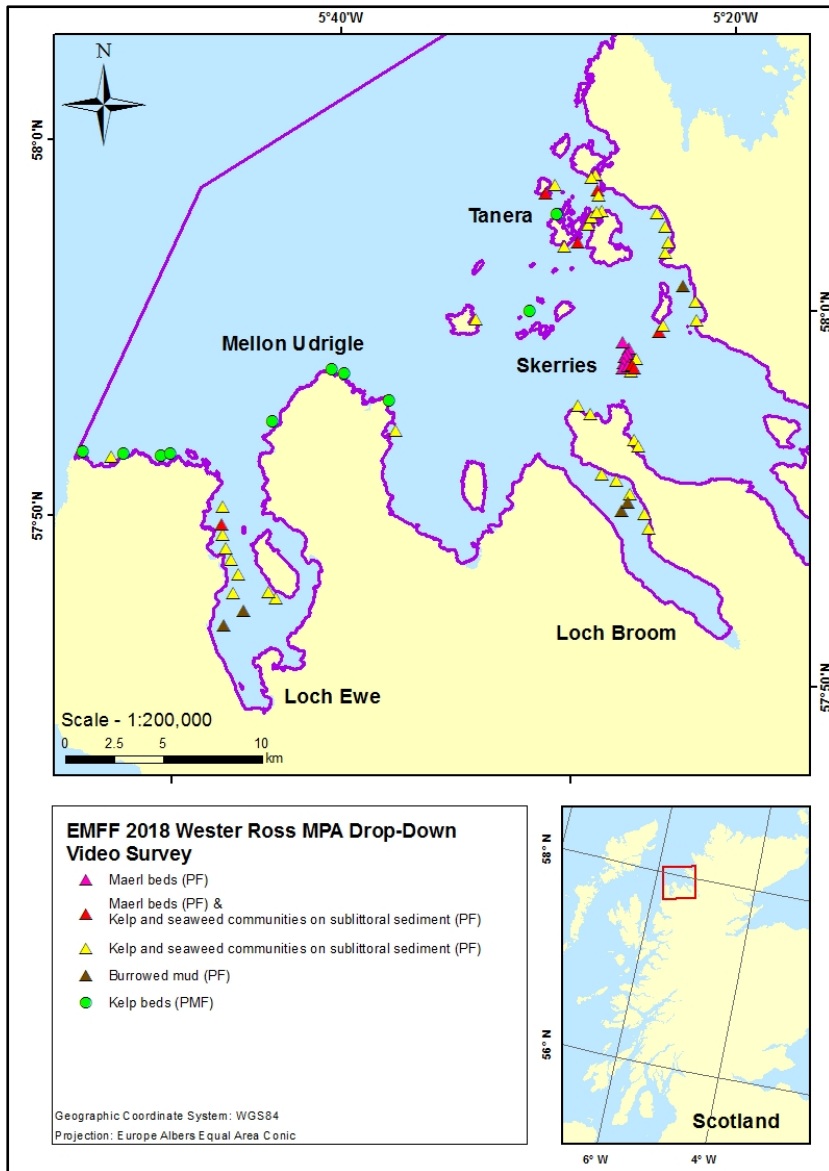 5°40'W
5°20'W
N
58°0'N
Tanera
58°0'N
Mellon Udrigle
Skerries
57°50'N
Loch Broom
Loch Ewe
57°50'N
Scale - 1:200,000
0 2.5 5 10
km
EMFF 2018 Wester Ross MPA Drop-Down
Video Survey
Maerl beds (PF)
Maerl beds (PF) &
Kelp and seaweed communities on sublittoral sediment (PF)
Kelp and seaweed communities on sublittoral sediment (PF)
Burrowed mud (PF)
Kelp beds (PMF)
Geographic Coordinate System: WGS84
Projection: Europe Albers Equal Area Conic
58° N
56° N
Scotland
6° W
4° W